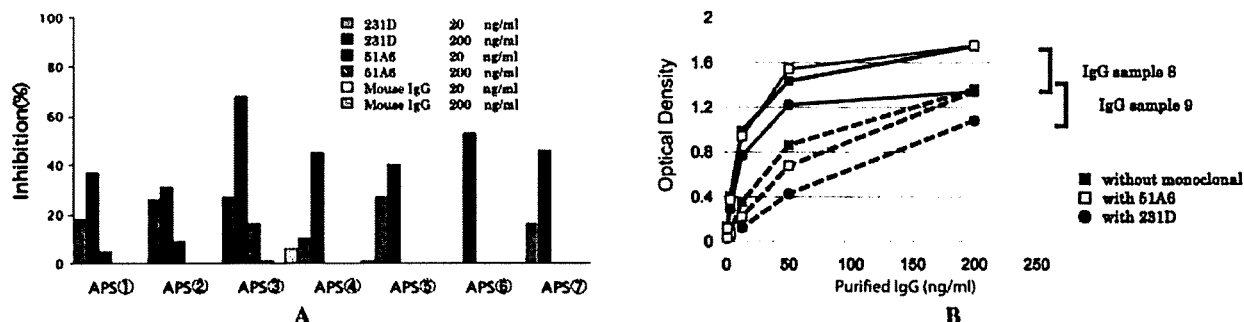 100
80
60
40
20
0
Inhibition(%)
231D 20 ng/ml
231D 200 ng/ml
51A6 20 ng/ml
51A6 200 ng/ml
Mouse IgG 20 ng/ml
Mouse IgG 200 ng/ml
APS① APS② APS③ APS④ APS⑤ APS⑥ APS⑦
A
2
1.6
1.2
0.8
0.4
0
Optical Density
0 50 100 150 200 250
Purified IgG (ng/ml)
IgG sample 8
IgG sample 9
without monoclonal
with 51A6
with 231D
B